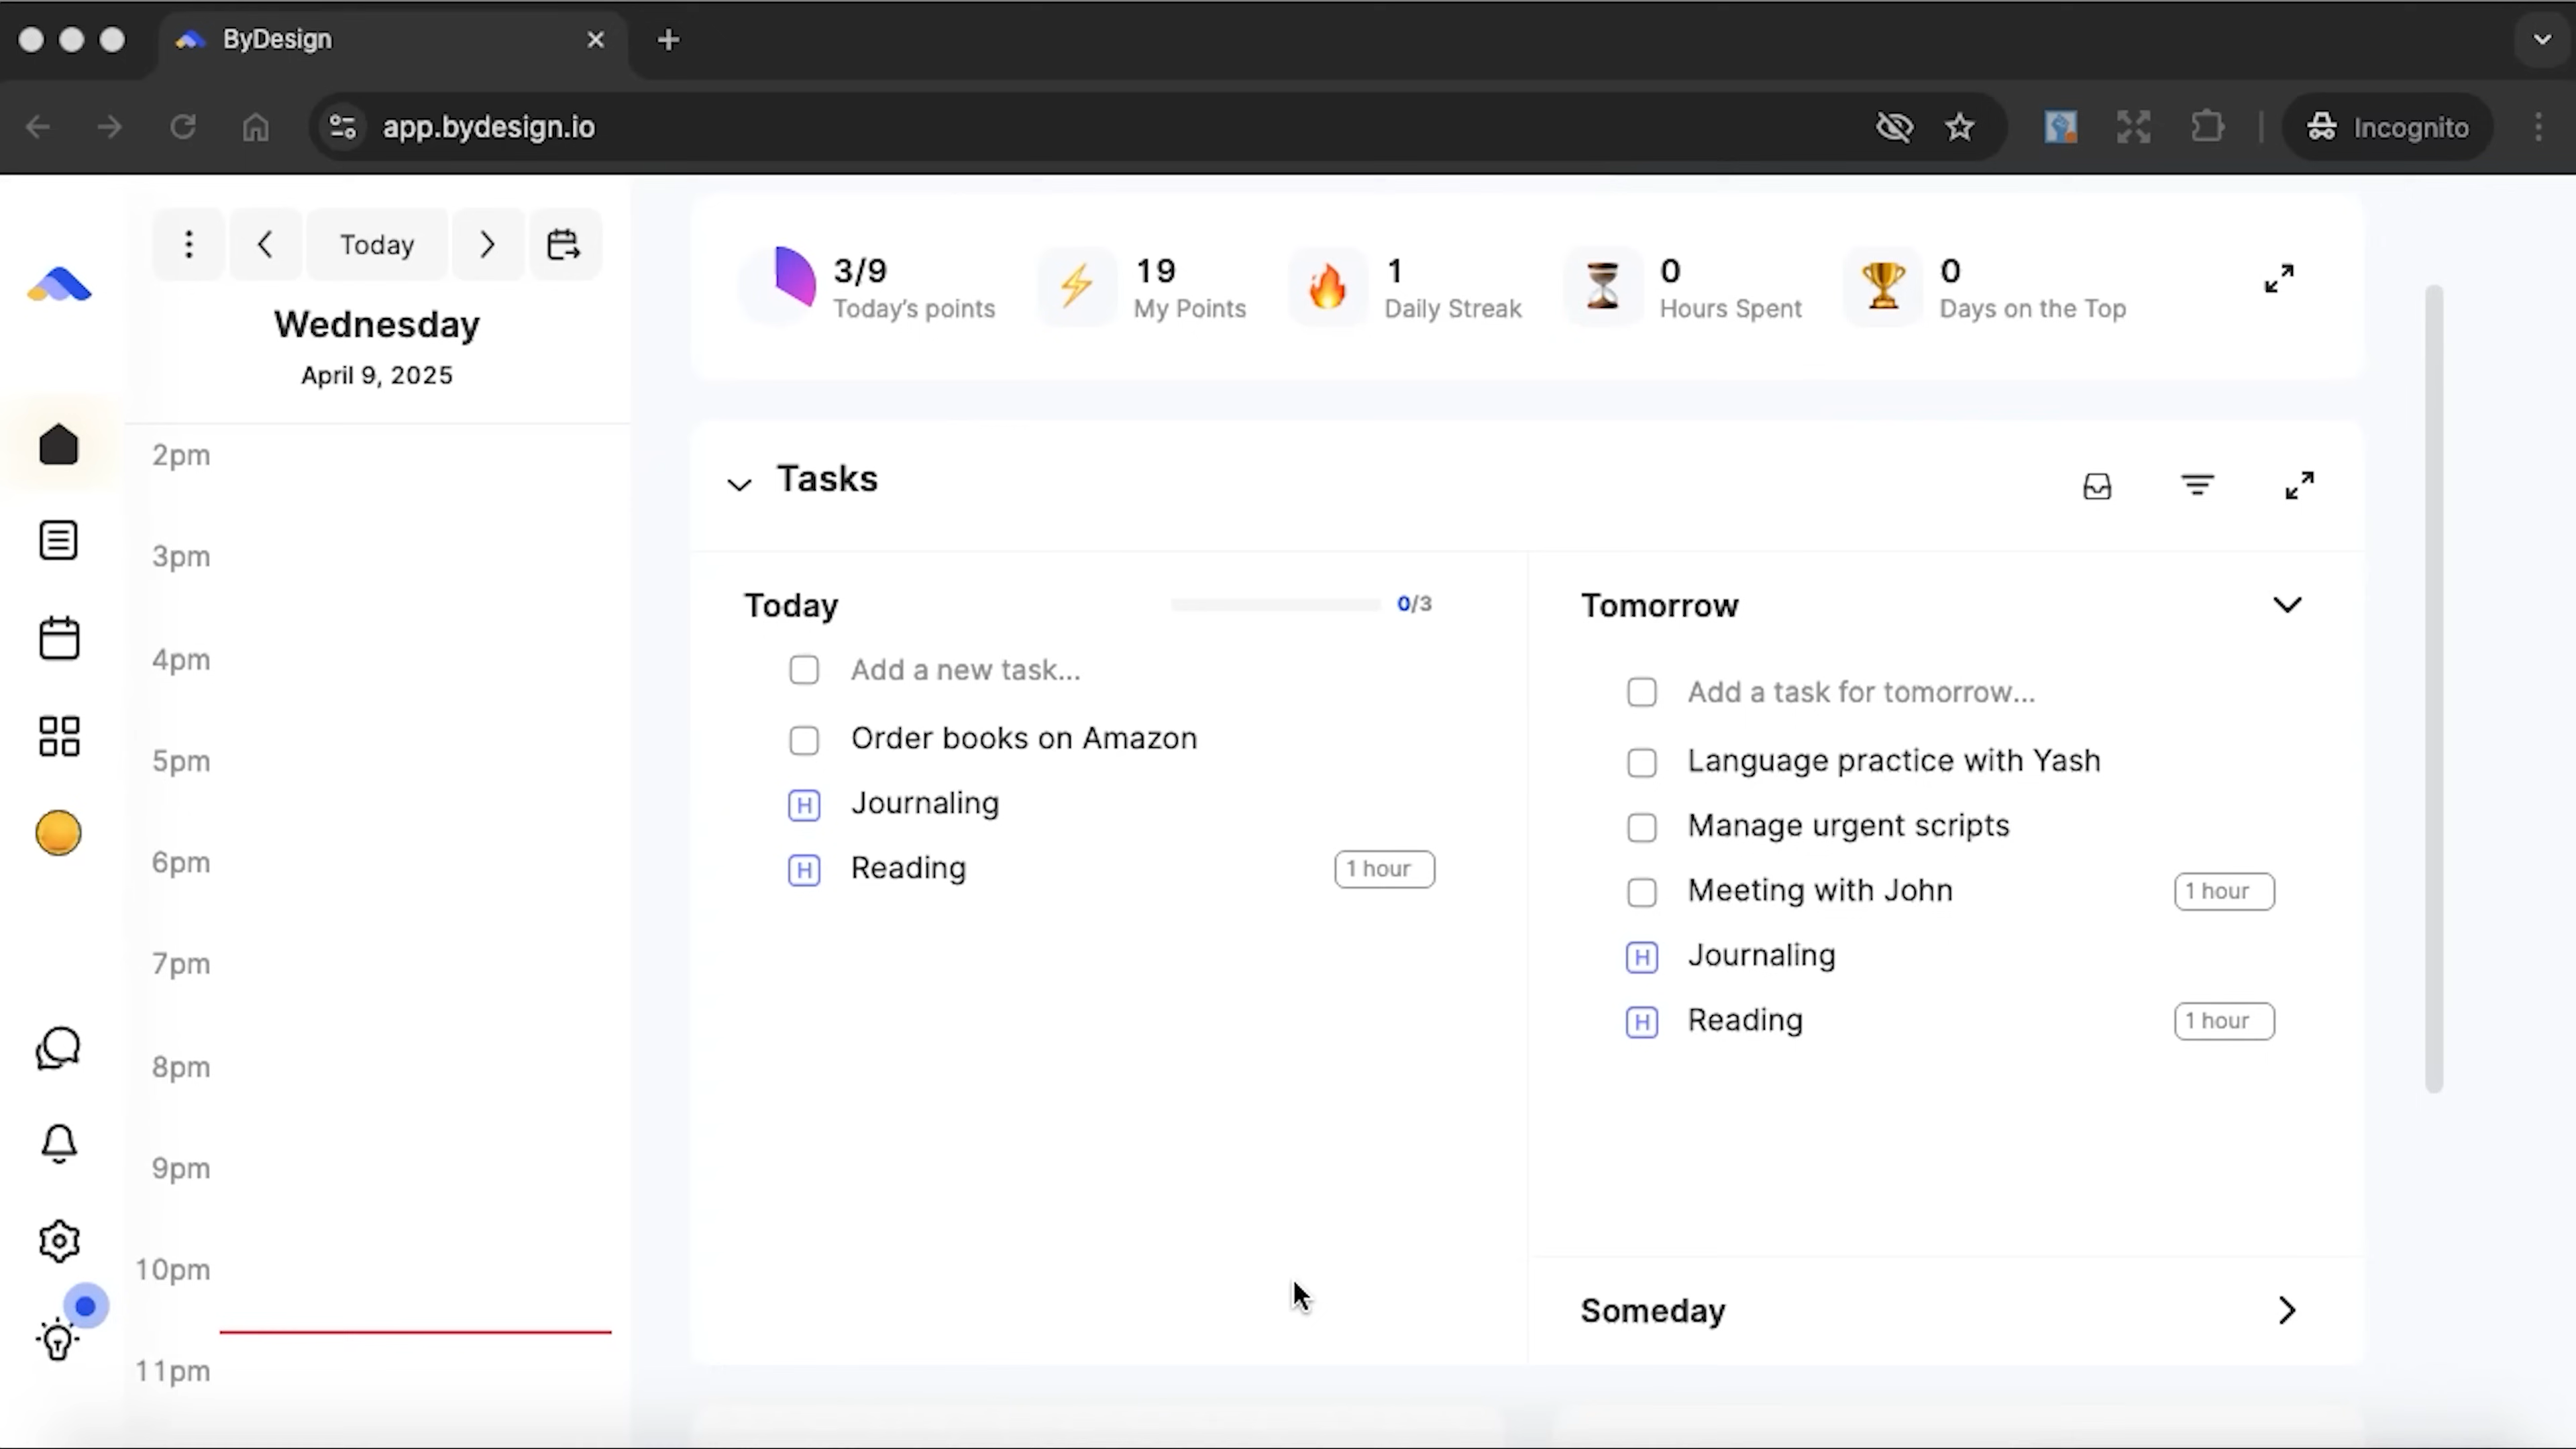 ByDesign
app.bydesign.io
Incognito
Today
Wednesday
April 9, 2025
2pm
3pm
4pm
5pm
6pm
7pm
8pm
9pm
10pm
11pm
3/9
Today's points
19
My Points
1
Daily Streak
0
Hours Spent
0
Days on the Top
Tasks
Today
0/3
Add a new task...
Order books on Amazon
H Journaling
H Reading
1 hour
Tomorrow
Add a task for tomorrow...
Language practice with Yash
Manage urgent scripts
Meeting with John
1 hour
H Journaling
H Reading
1 hour
Someday